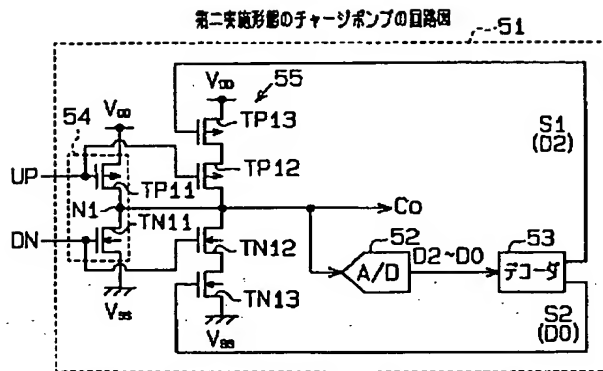 第二実施形態のチャージポンプの回路図
51
VDD
55
VDD
54
TP13
S1
(D2)
UP
TP12
TP11
N1
Co
TN11
DN
52
53
TN12
A/D
D2~D0
デコーダ
TN13
S2
(D0)
VSS
VSS